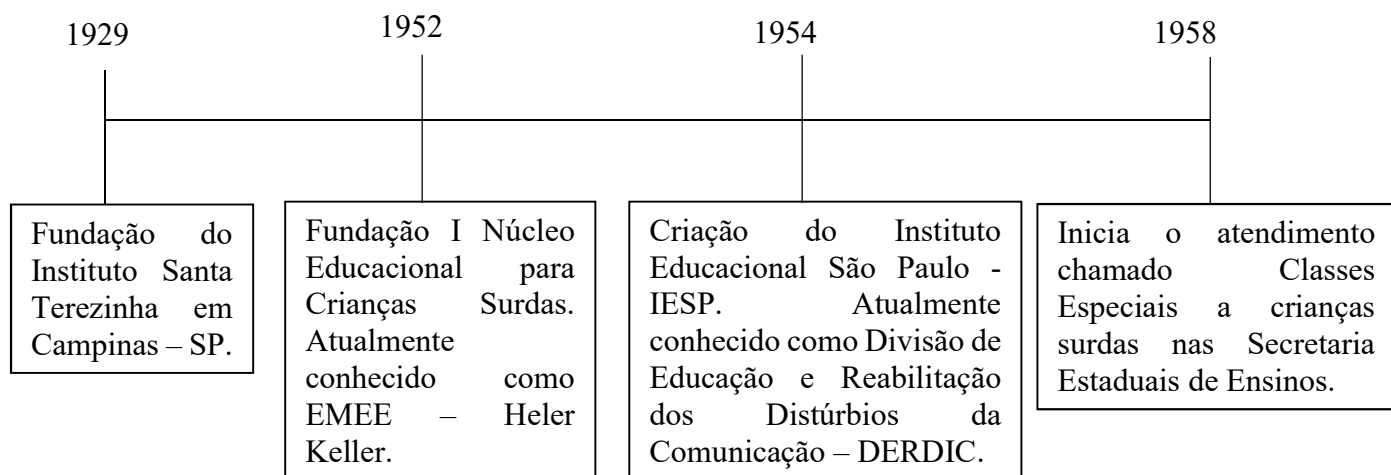 1929
1952
1954
1958
Fundação do
Instituto Santa
Terezinha em
Campinas – SP.
Fundação I Núcleo
Educacional para
Crianças Surdas.
Atualmente
conhecido como
EMEE – Heler
Keller.
Criação do Instituto
Educacional São Paulo -
IESP. Atualmente
conhecido como Divisão de
Educação e Reabilitação
dos Distúrbios da
Comunicação – DERDIC.
Inicia o atendimento
chamado Classes
Especiais a crianças
surdas nas Secretaria
Estaduais de Ensinos.